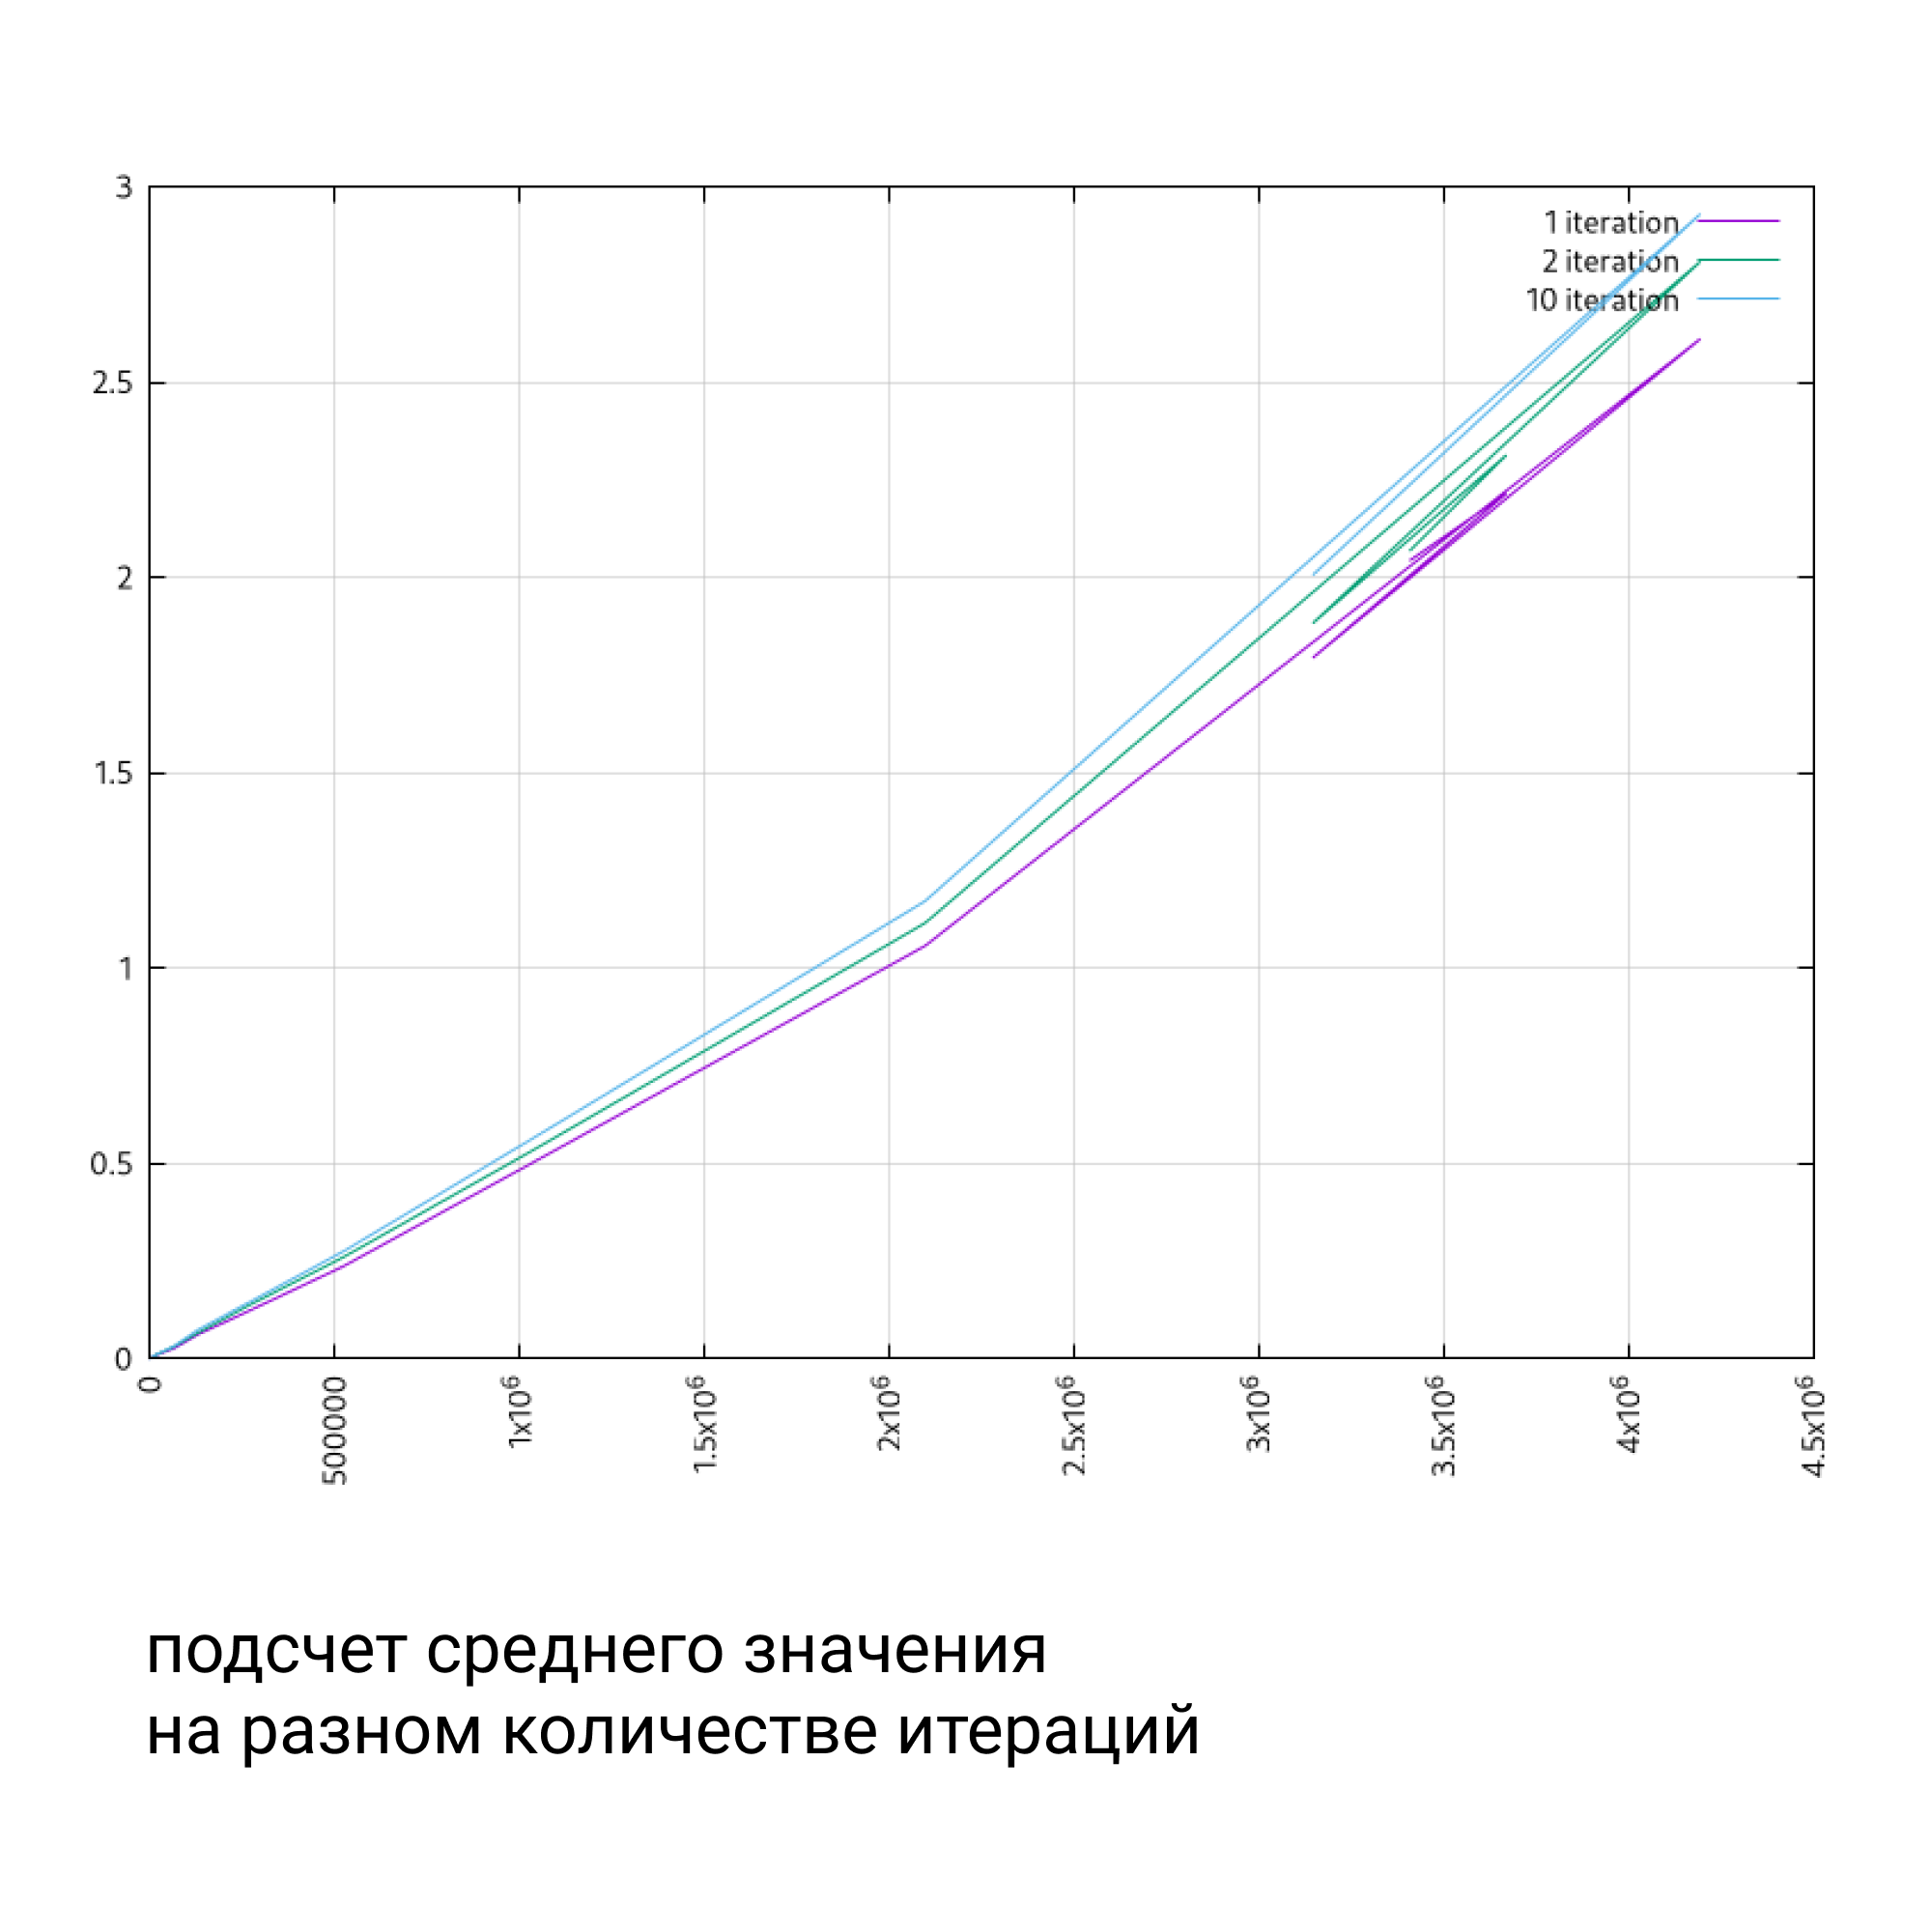 3
2.5
2
1.5
1
0.5
0
1 iteration
2 iteration
10 iteration
0
500000
1x10⁶
1.5x10⁶
2x10⁶
2.5x10⁶
3x10⁶
3.5x10⁶
4x10⁶
4.5x10⁶
подсчет среднего значения
на разном количестве итераций